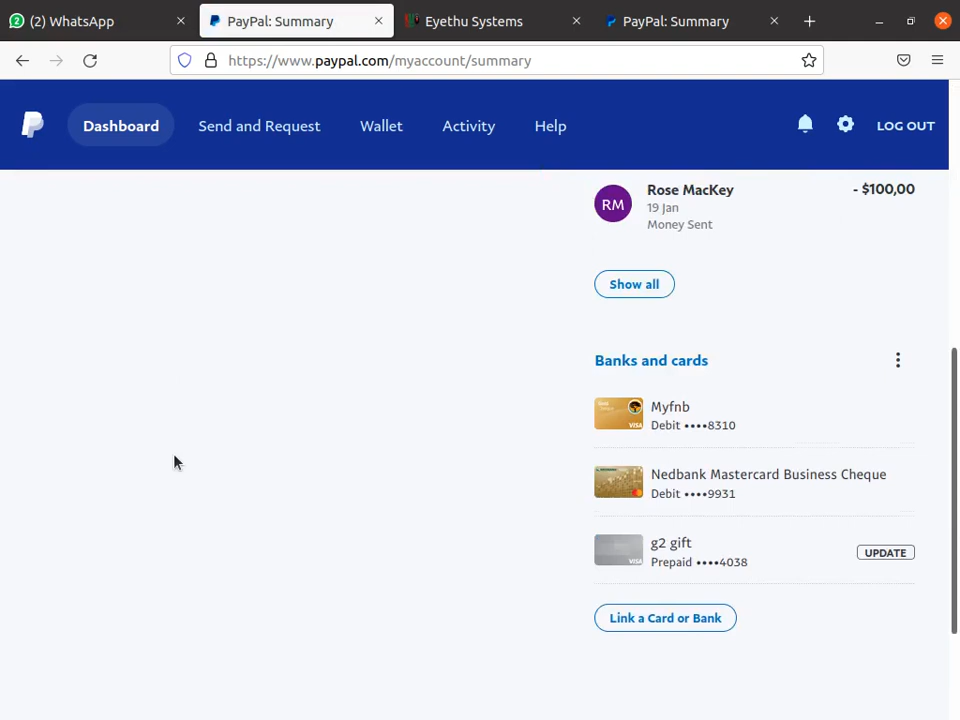 (2) WhatsApp
PayPal: Summary
Eyethu Systems
PayPal: Summary
https://www.paypal.com/myaccount/summary
Dashboard
Send and Request
Wallet
Activity
Help
LOG OUT
RM
Rose MacKey
- $100,00
19 Jan
Money Sent
Show all
Banks and cards
Myfnb
Debit ••••8310
Nedbank Mastercard Business Cheque
Debit ••••9931
g2 gift
Prepaid ••••4038
UPDATE
Link a Card or Bank